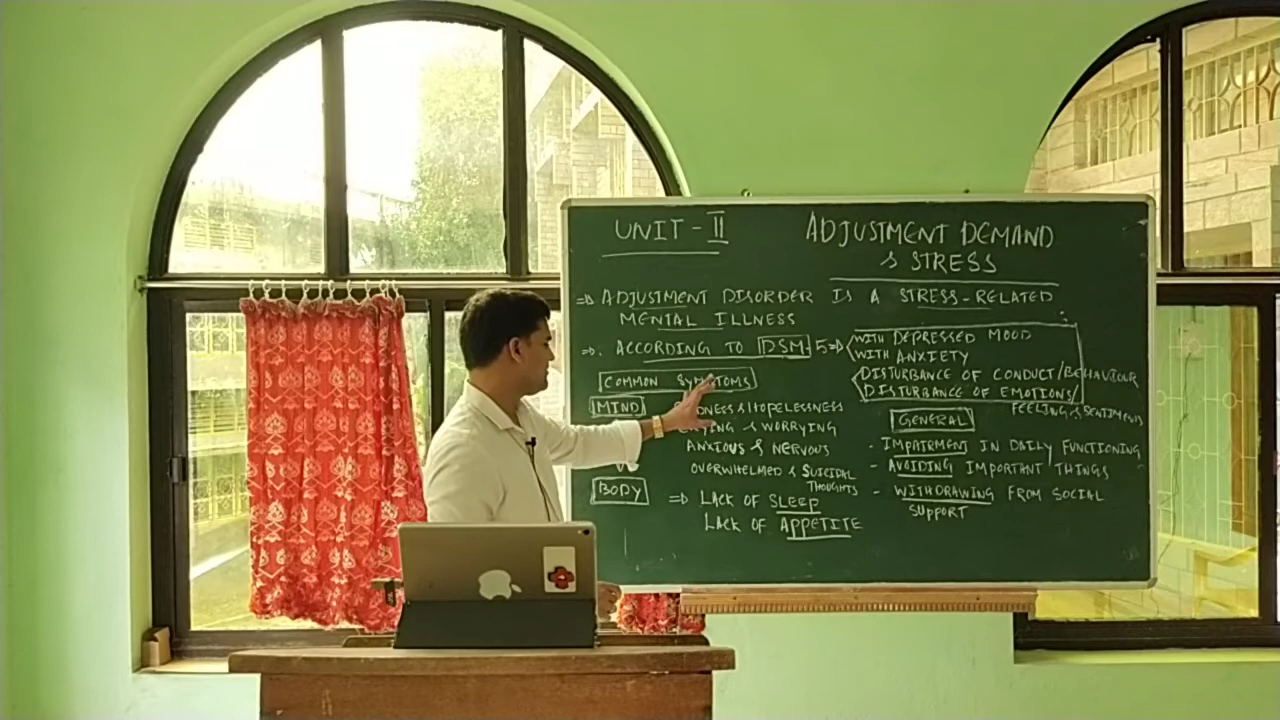 UNIT - II
ADJUSTMENT DEMAND
& STRESS
⇒ ADJUSTMENT DISORDER IS A STRESS-RELATED
MENTAL ILLNESS
⇒. ACCORDING TO DSM 5⇒
WITH DEPRESSED MOOD
WITH ANXIETY
DISTURBANCE OF CONDUCT/BEHAVIOUR
DISTURBANCE OF EMOTIONS/
FEELING & SENTIMENTS
COMMON SYMPTOMS
MIND
& HOPELESSNESS
& WORRYING
ANXIOUS & NERVOUS
OVERWHELMED & SUICIDAL
THOUGHTS
BODY
⇒ LACK OF SLEEP
LACK OF APPETITE
GENERAL
- IMPAIRMENT IN DAILY FUNCTIONING
- AVOIDING IMPORTANT THINGS
- WITHDRAWING FROM SOCIAL
SUPPORT